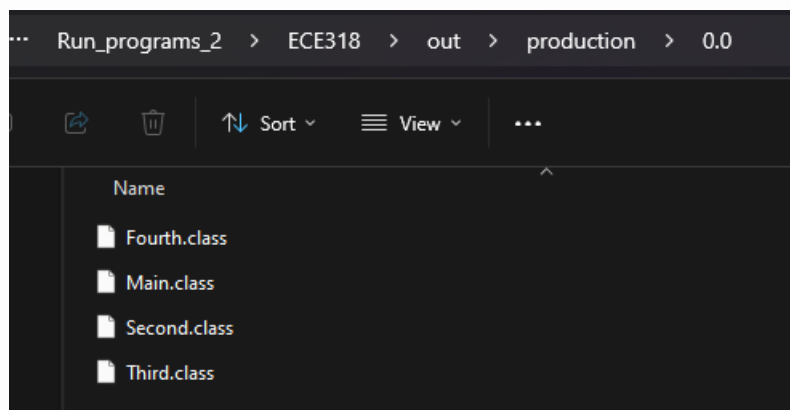 ... Run_programs_2 > ECE318 > out > production > 0.0
Sort View ...
Name
Fourth.class
Main.class
Second.class
Third.class